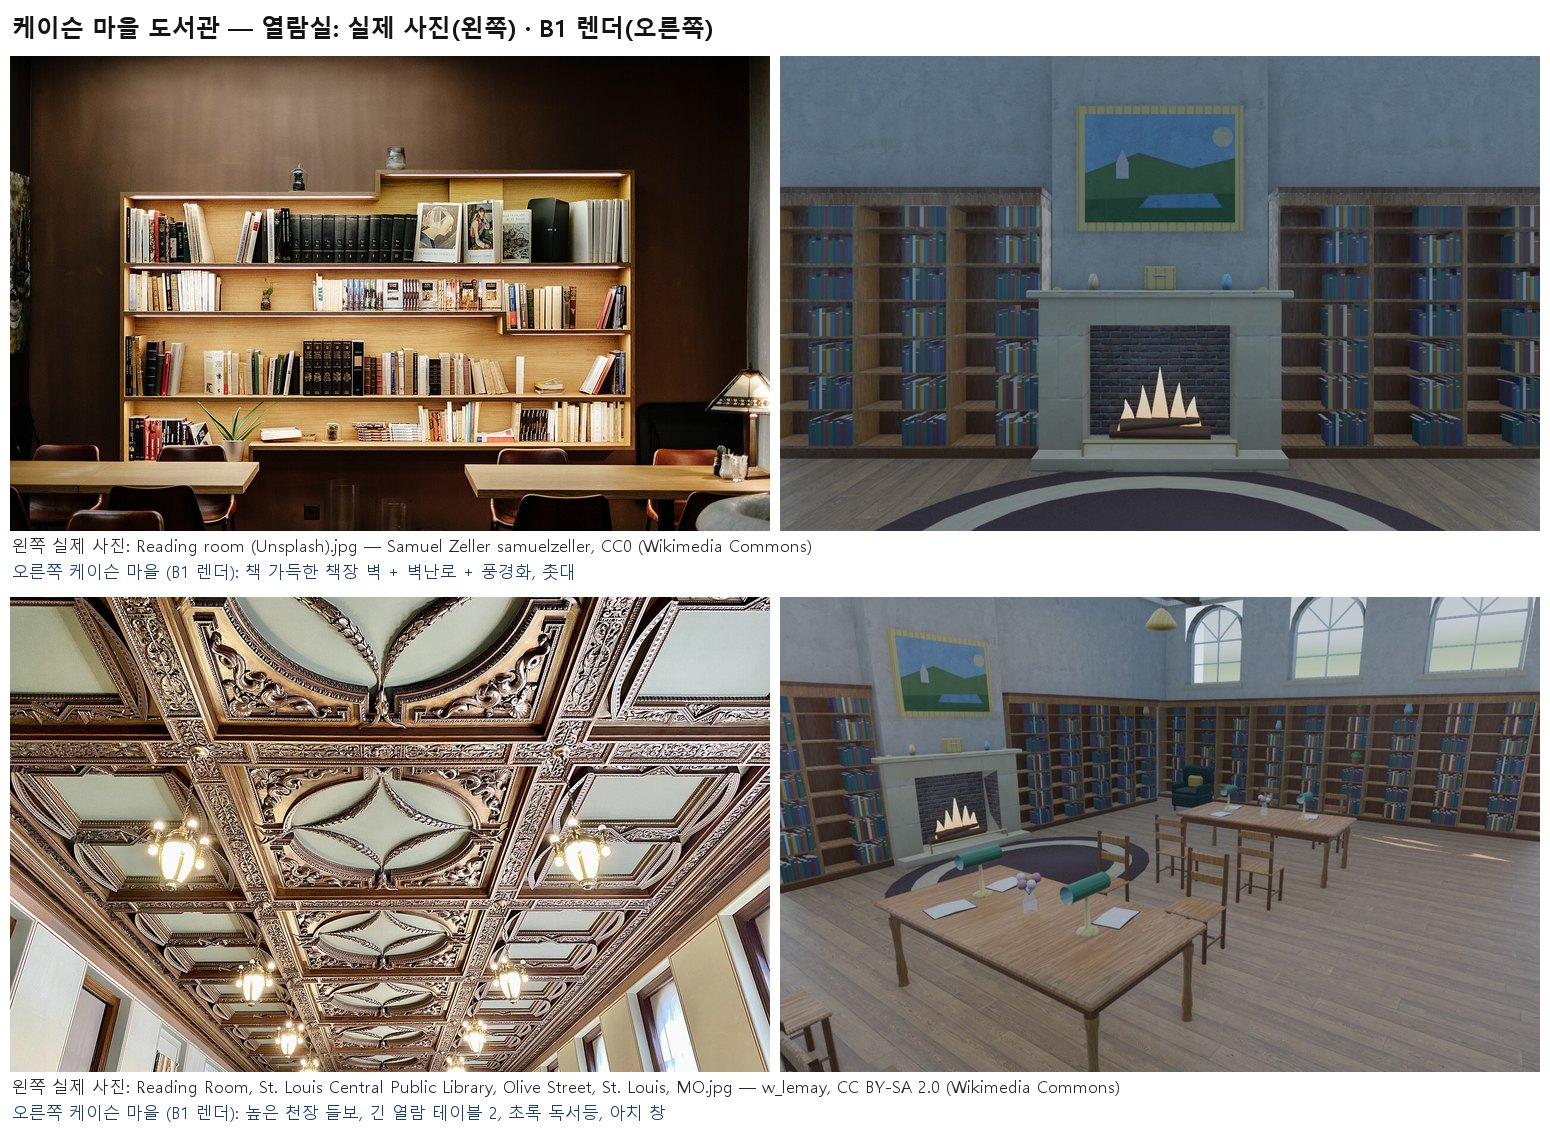 케이슨 마을 도서관 — 열람실: 실제 사진(왼쪽) · B1 렌더(오른쪽)
왼쪽 실제 사진: Reading room (Unsplash).jpg — Samuel Zeller samuelzeller, CC0 (Wikimedia Commons)
오른쪽 케이슨 마을 (B1 렌더): 책 가득한 책장 벽 + 벽난로 + 풍경화, 촛대
왼쪽 실제 사진: Reading Room, St. Louis Central Public Library, Olive Street, St. Louis, MO.jpg — w_lemay, CC BY-SA 2.0 (Wikimedia Commons)
오른쪽 케이슨 마을 (B1 렌더): 높은 천장 들보, 긴 열람 테이블 2, 초록 독서등, 아치 창